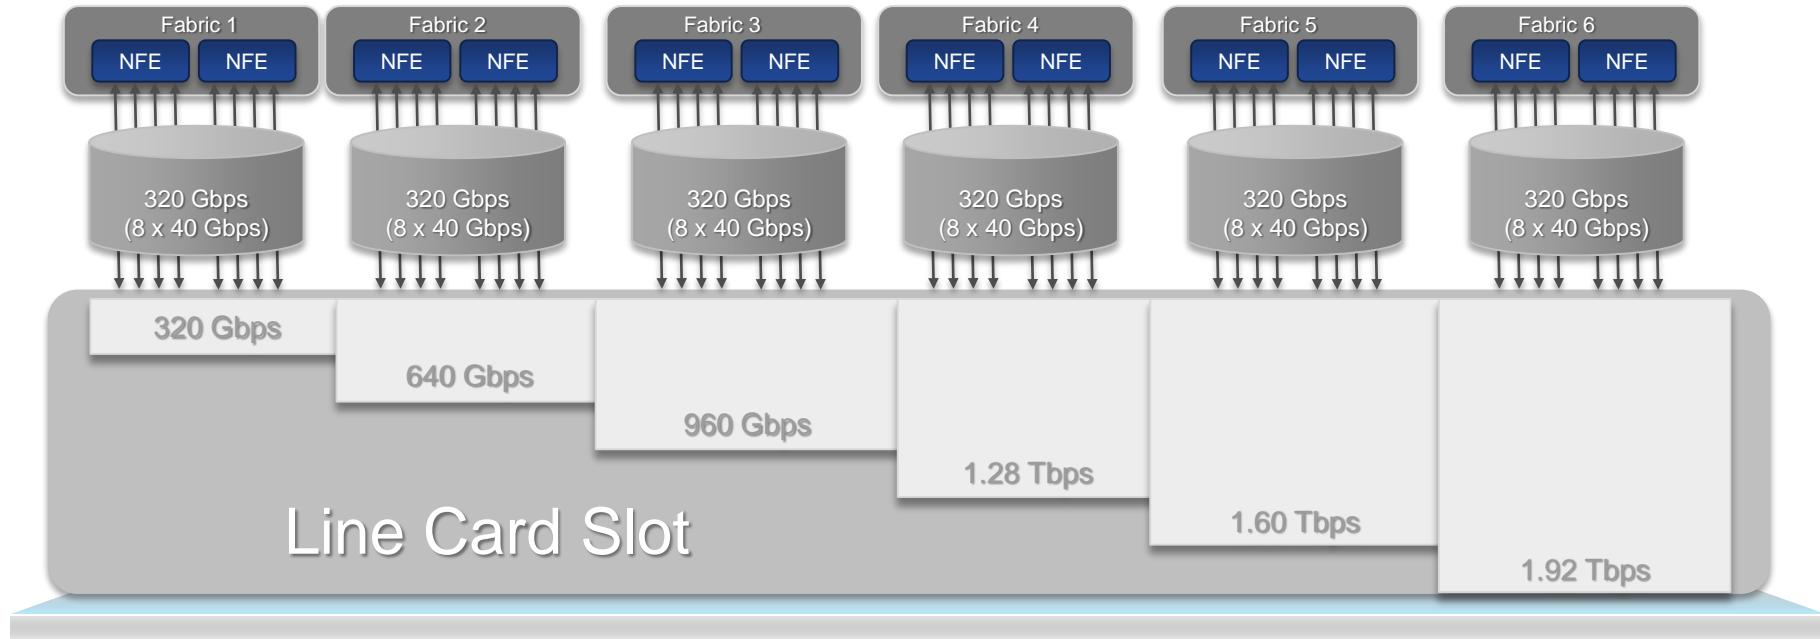 Fabric 1
NFE NFE
Fabric 2
NFE NFE
Fabric 3
NFE NFE
Fabric 4
NFE NFE
Fabric 5
NFE NFE
Fabric 6
NFE NFE
320 Gbps
(8 x 40 Gbps)
320 Gbps
(8 x 40 Gbps)
320 Gbps
(8 x 40 Gbps)
320 Gbps
(8 x 40 Gbps)
320 Gbps
(8 x 40 Gbps)
320 Gbps
(8 x 40 Gbps)
320 Gbps
640 Gbps
960 Gbps
1.28 Tbps
1.60 Tbps
1.92 Tbps
Line Card Slot